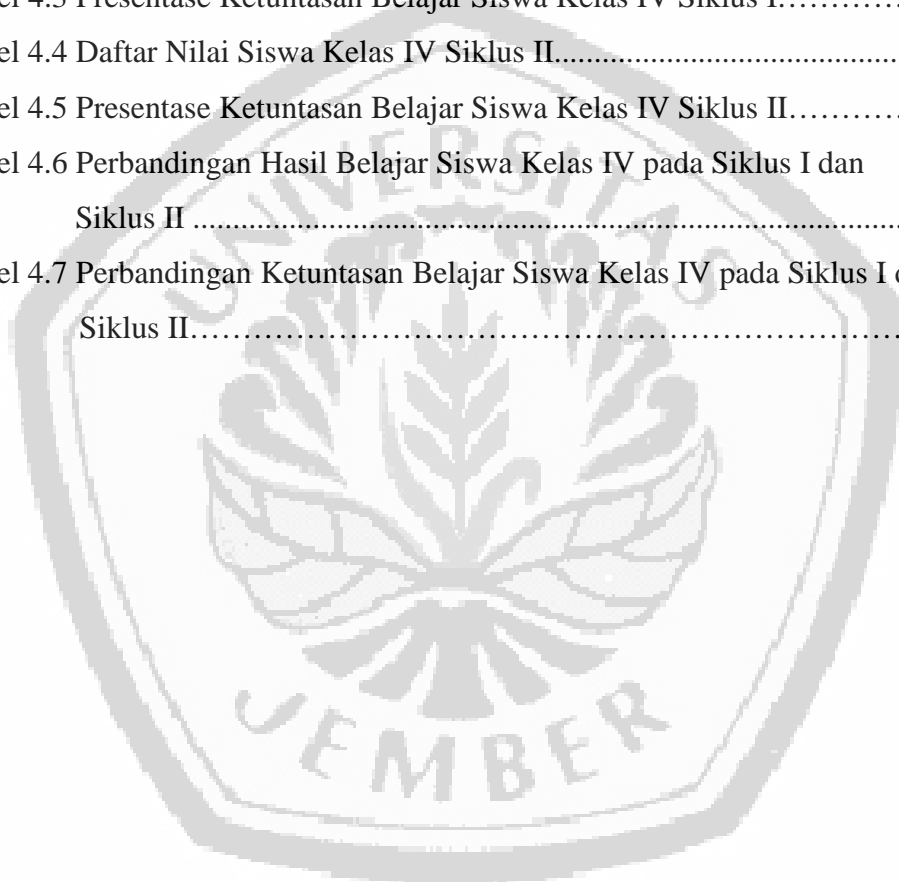 el 4.3 Presentase Ketuntasan Belajar Siswa Kelas IV Siklus I…………
el 4.4 Daftar Nilai Siswa Kelas IV Siklus II...........................................
el 4.5 Presentase Ketuntasan Belajar Siswa Kelas IV Siklus II…………
el 4.6 Perbandingan Hasil Belajar Siswa Kelas IV pada Siklus I dan
Siklus II ..........................................................................................
el 4.7 Perbandingan Ketuntasan Belajar Siswa Kelas IV pada Siklus I
Siklus II……………………………………………………………………
UNIVERSITAS
JEMBER